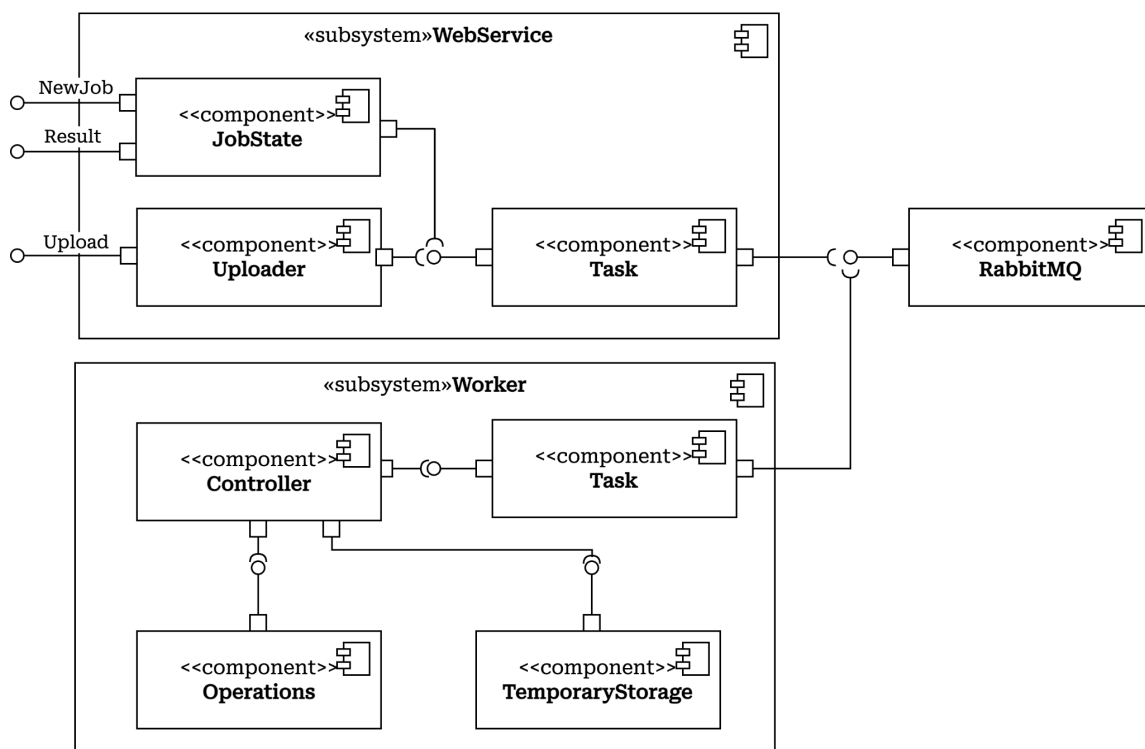 «subsystem»WebService
NewJob
<<component>>
JobState
Result
Upload
<<component>>
Uploader
<<component>>
Task
<<component>>
RabbitMQ
«subsystem»Worker
<<component>>
Controller
<<component>>
Task
<<component>>
Operations
<<component>>
TemporaryStorage